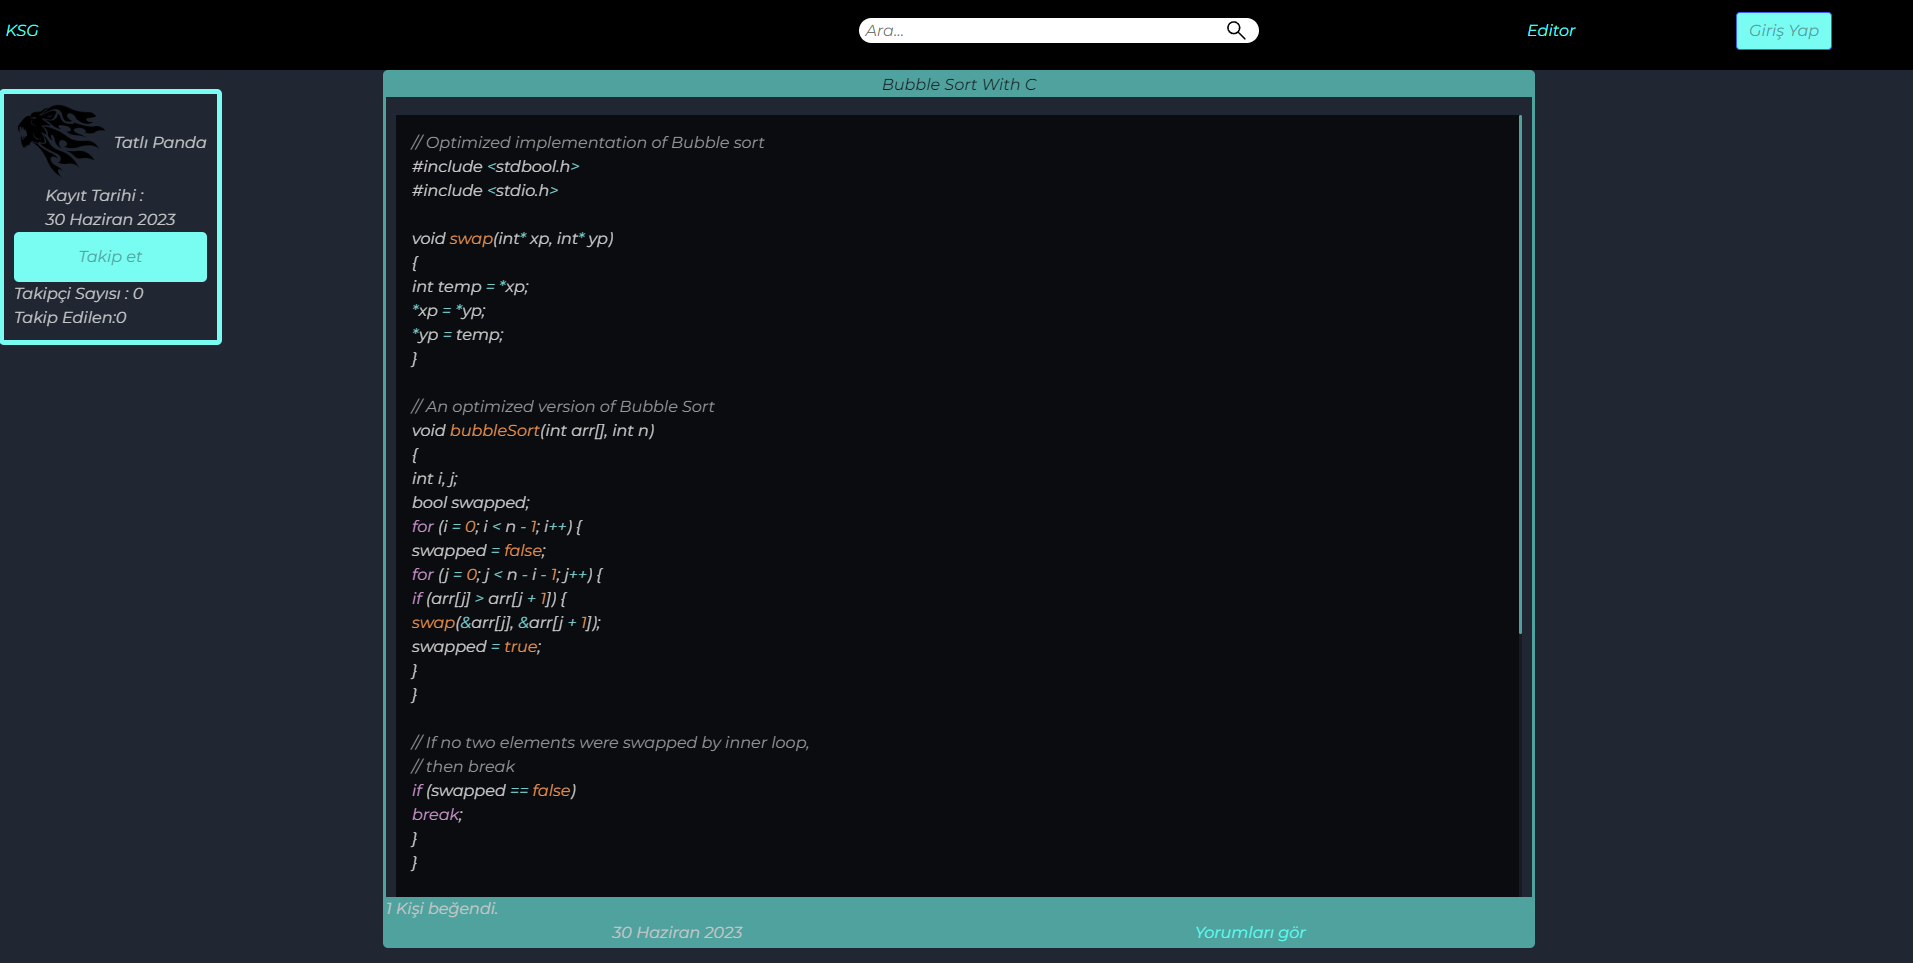 KSG
Ara...
Editor
Giriş Yap
Tatlı Panda
Kayıt Tarihi :
30 Haziran 2023
Takip et
Takipçi Sayısı : 0
Takip Edilen:0
Bubble Sort With C
// Optimized implementation of Bubble sort
#include <stdbool.h>
#include <stdio.h>
void swap(int* xp, int* yp)
{
int temp = *xp;
*xp = *yp;
*yp = temp;
}
// An optimized version of Bubble Sort
void bubbleSort(int arr[], int n)
{
int i, j;
bool swapped;
for (i = 0; i < n - 1; i++) {
swapped = false;
for (j = 0; j < n - i - 1; j++) {
if (arr[j] > arr[j + 1]) {
swap(&arr[j], &arr[j + 1]);
swapped = true;
}
}
// If no two elements were swapped by inner loop,
// then break
if (swapped == false)
break;
}
}
1 Kişi beğendi.
30 Haziran 2023
Yorumları gör